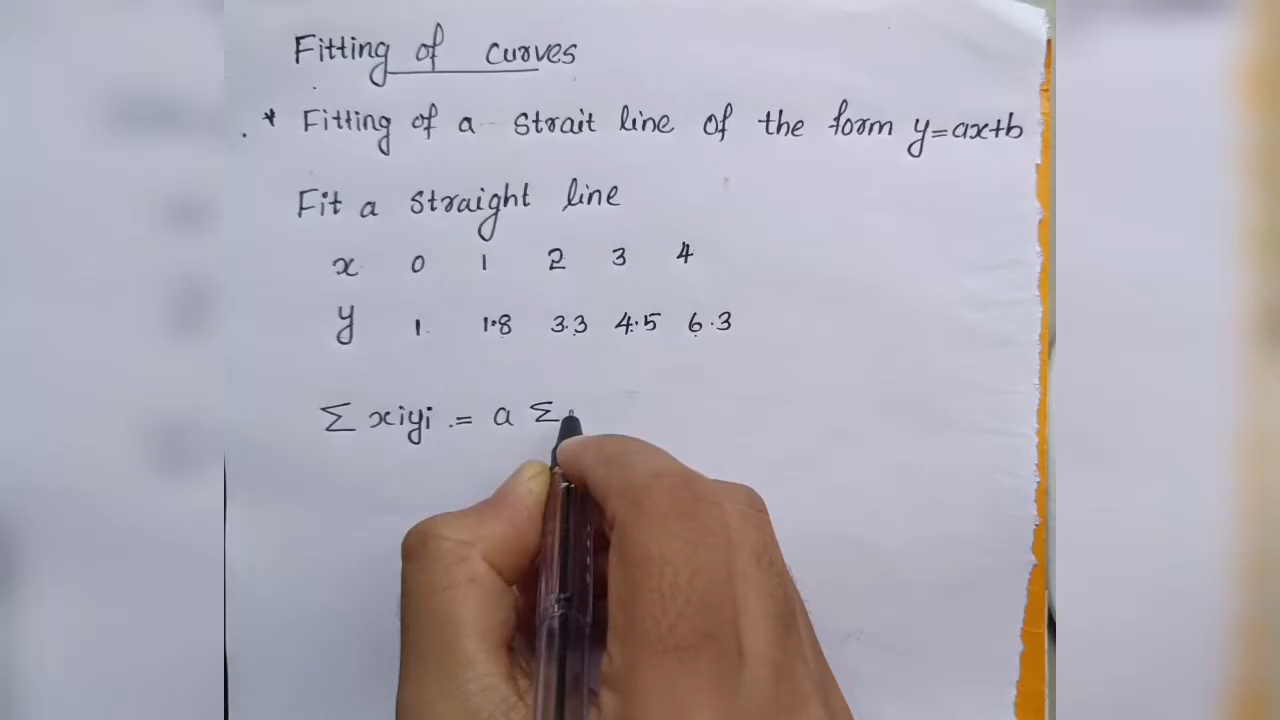 Fitting of curves
* Fitting of a strait line of the form y=ax+b
Fit a straight line
x 0 1 2 3 4
y 1. 1.8 3.3 4.5 6.3
Σ xiyi = a Σ